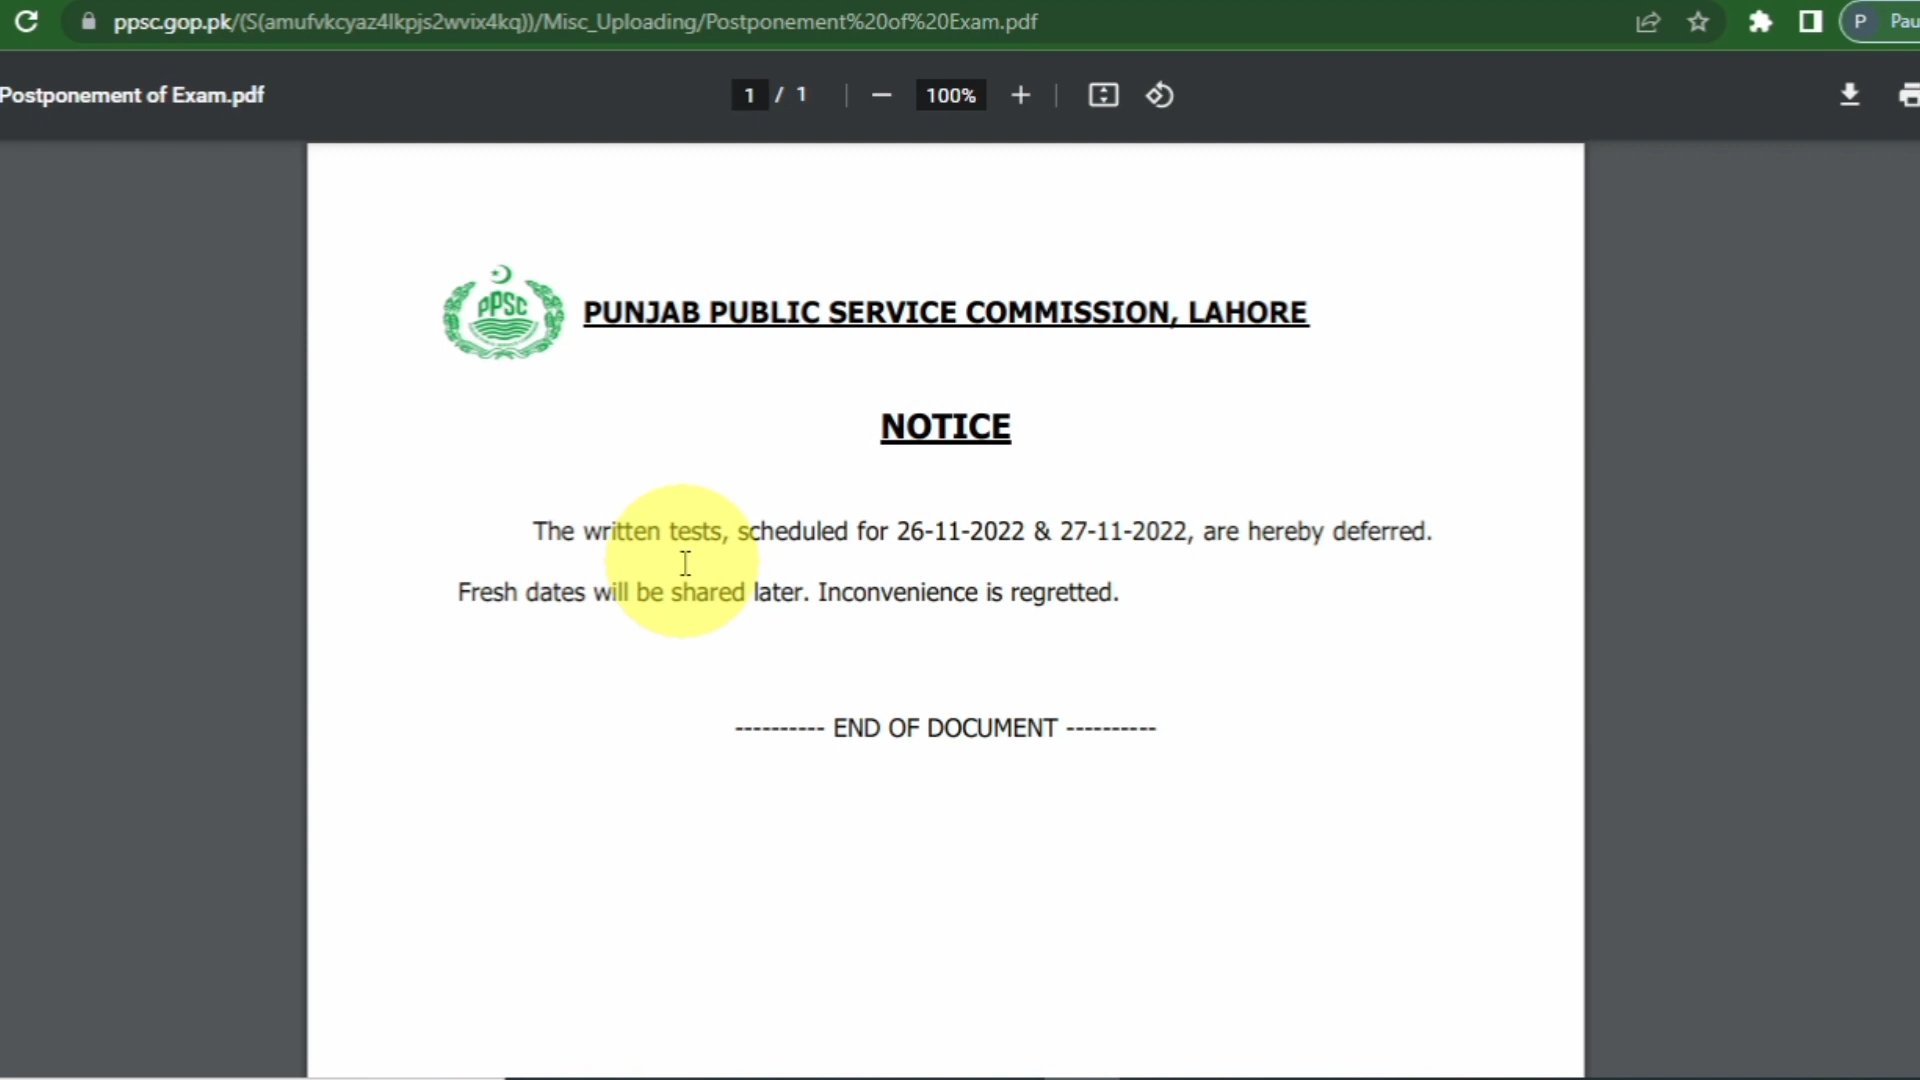 ppsc.gop.pk/(S(amufvkcyaz4lkpjs2wvix4kq))/Misc_Uploading/Postponement%20of%20Exam.pdf
P Pau
Postponement of Exam.pdf
1 / 1
100%
PPSC
PUNJAB PUBLIC SERVICE COMMISSION, LAHORE
NOTICE
The written tests, scheduled for 26-11-2022 & 27-11-2022, are hereby deferred.
Fresh dates will be shared later. Inconvenience is regretted.
---------- END OF DOCUMENT ----------